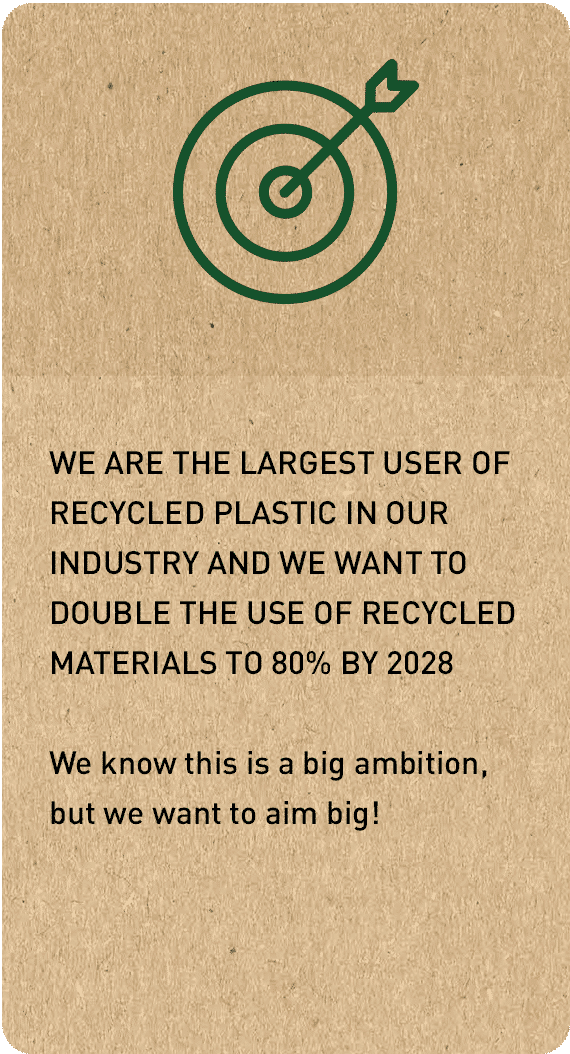 WE ARE THE LARGEST USER OF
RECYCLED PLASTIC IN OUR
INDUSTRY AND WE WANT TO
DOUBLE THE USE OF RECYCLED
MATERIALS TO 80% BY 2028
We know this is a big ambition,
but we want to aim big!